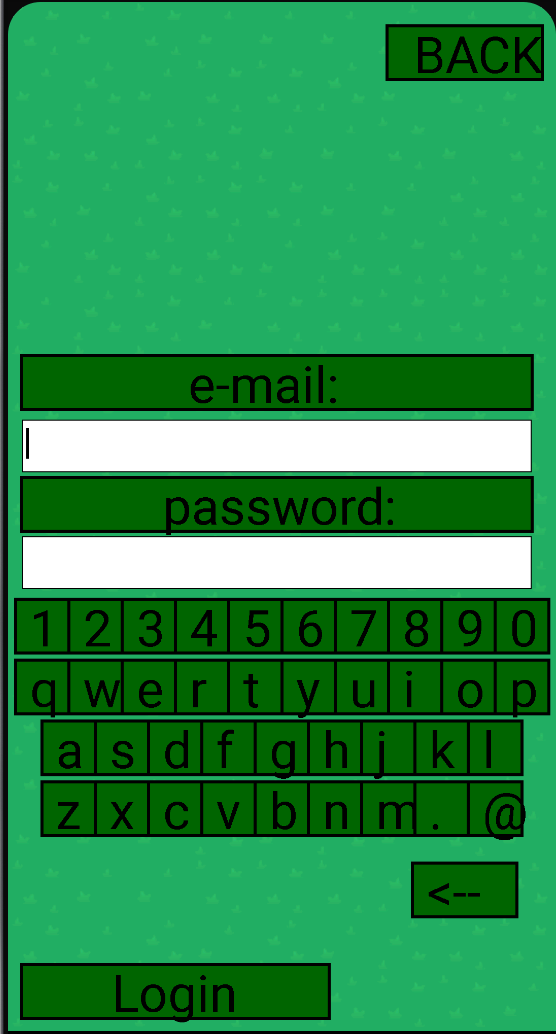 BACK
e-mail:
password:
1 2 3 4 5 6 7 8 9 0
q w e r t y u i o p
a s d f g h j k l
z x c v b n m . @
<--
Login